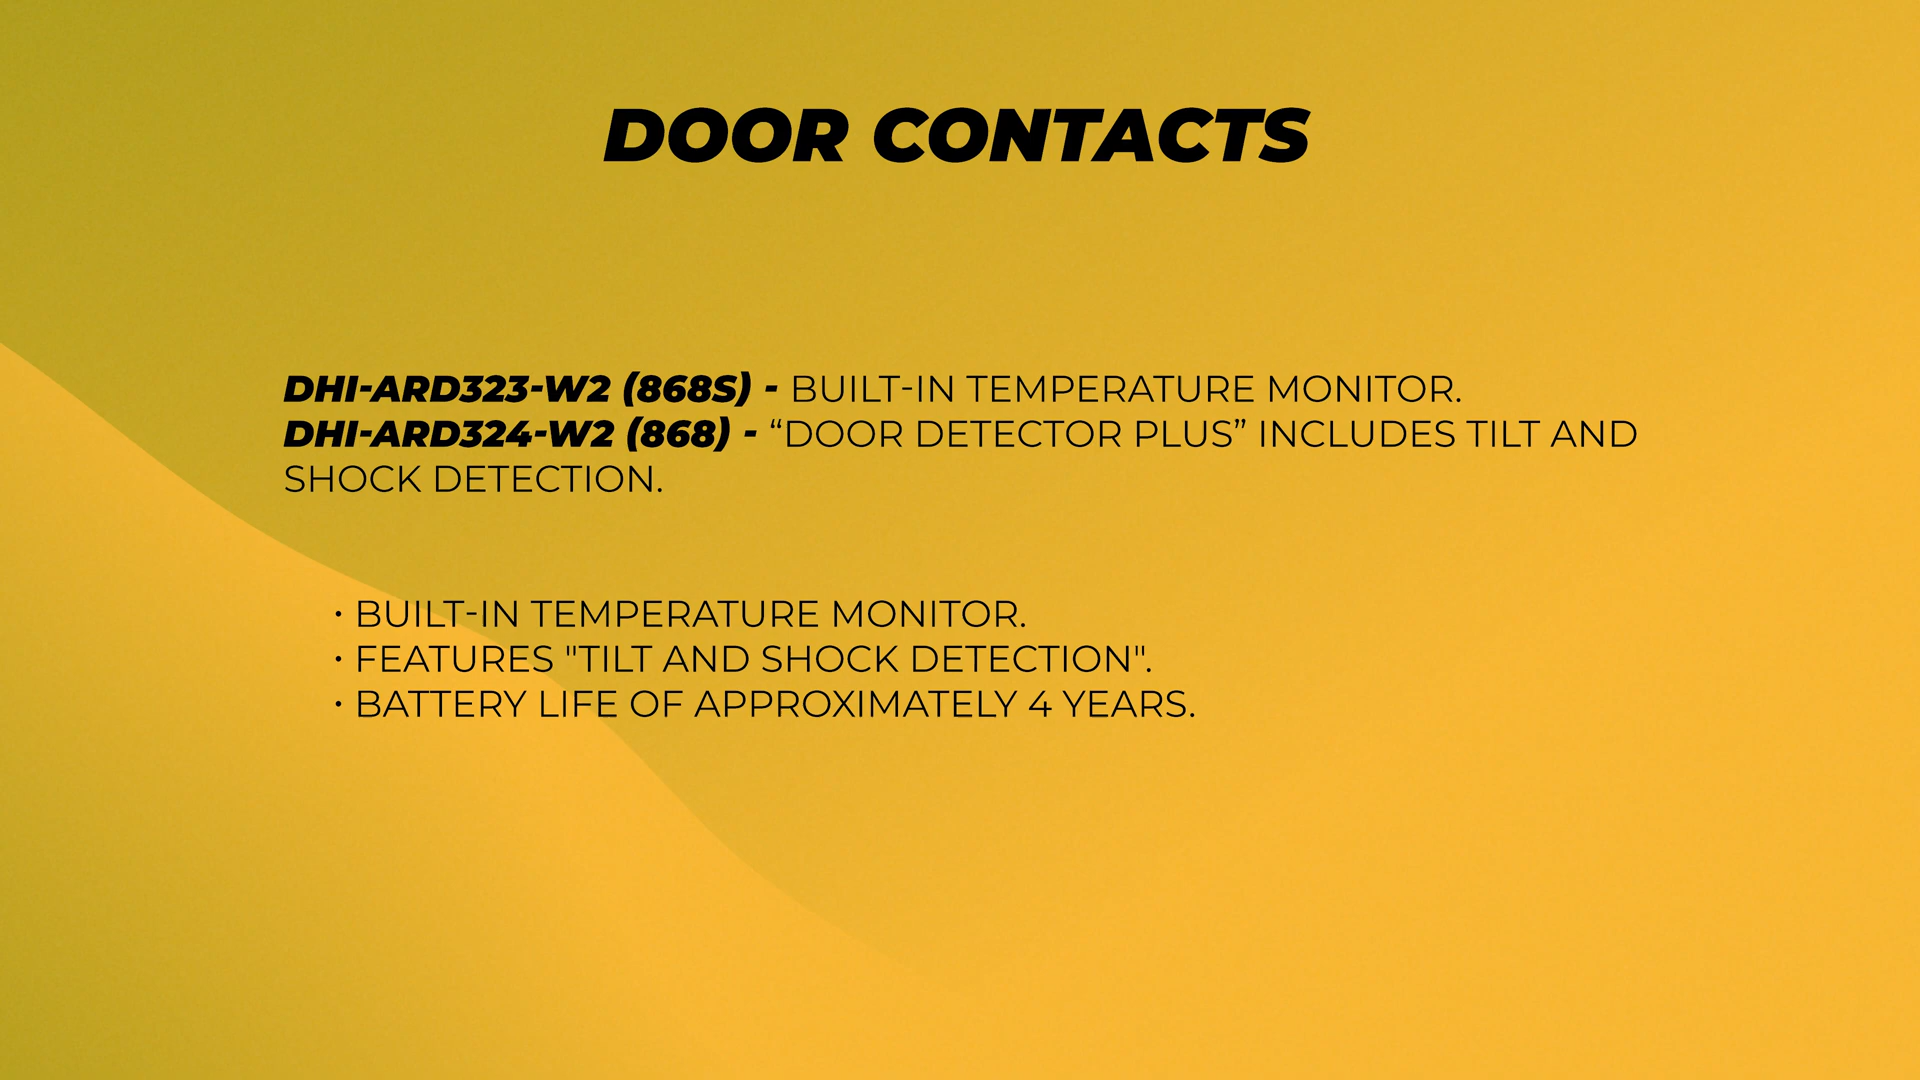 DOOR CONTACTS
DHI-ARD323-W2 (868S) - BUILT-IN TEMPERATURE MONITOR.
DHI-ARD324-W2 (868) - “DOOR DETECTOR PLUS” INCLUDES TILT AND
SHOCK DETECTION.
• BUILT-IN TEMPERATURE MONITOR.
• FEATURES "TILT AND SHOCK DETECTION".
• BATTERY LIFE OF APPROXIMATELY 4 YEARS.